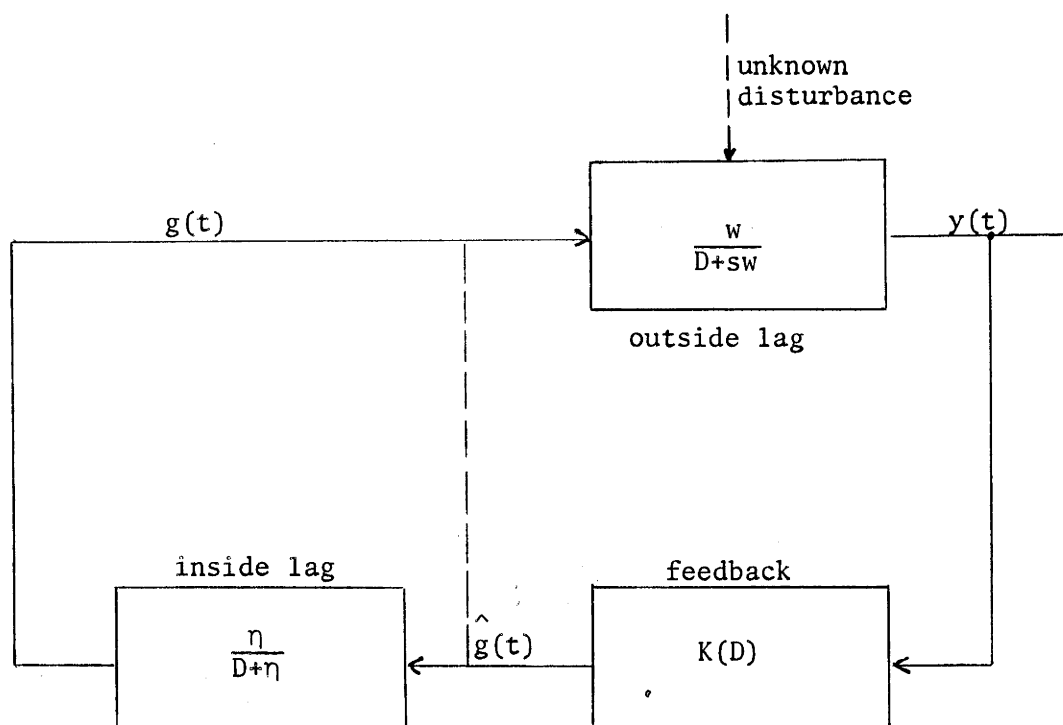 unknown
disturbance
g(t)
w
D+sw
y(t)
outside lag
inside lag
feedback
η
D+η
ĝ(t)
K(D)